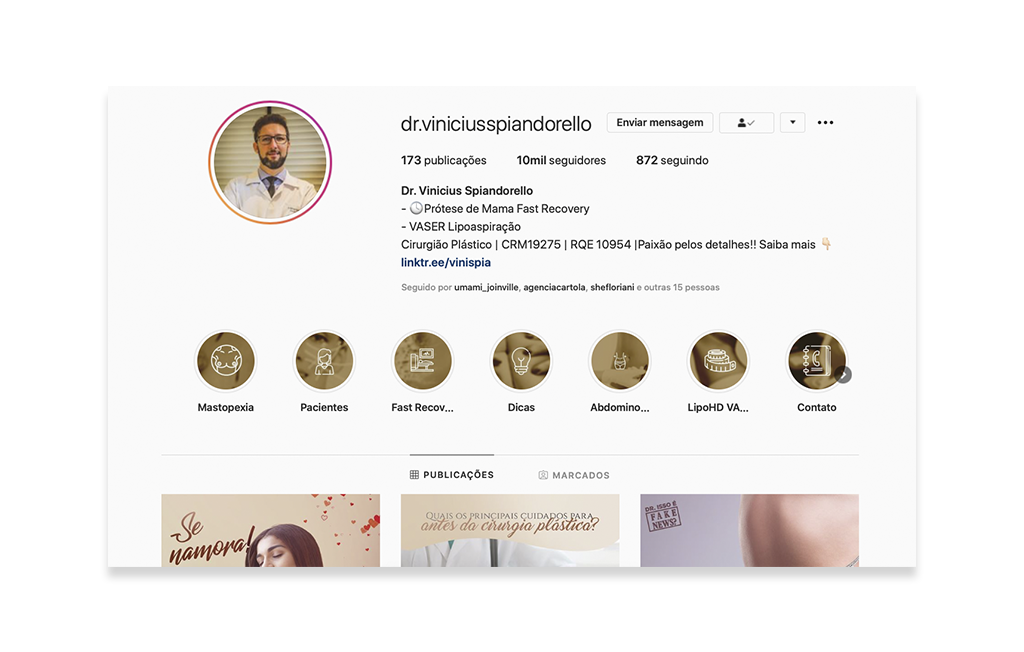 dr.viniciusspiandorello
Enviar mensagem
173 publicações 10mil seguidores 872 seguindo
Dr. Vinicius Spiandorello
- 🕓Prótese de Mama Fast Recovery
- VASER Lipoaspiração
Cirurgião Plástico | CRM19275 | RQE 10954 |Paixão pelos detalhes!! Saiba mais 👇🏻
linktr.ee/vinispia
Seguido por umami_joinville, agenciacartola, shefloriani e outras 15 pessoas
Mastopexia
Pacientes
Fast Recov...
Dicas
Abdomino...
LipoHD VA...
Contato
PUBLICAÇÕES
MARCADOS
Se
namora!
Quais os principais cuidados para
antes da cirurgia plástica?
DR. ISSO É
FAKE
NEWS?